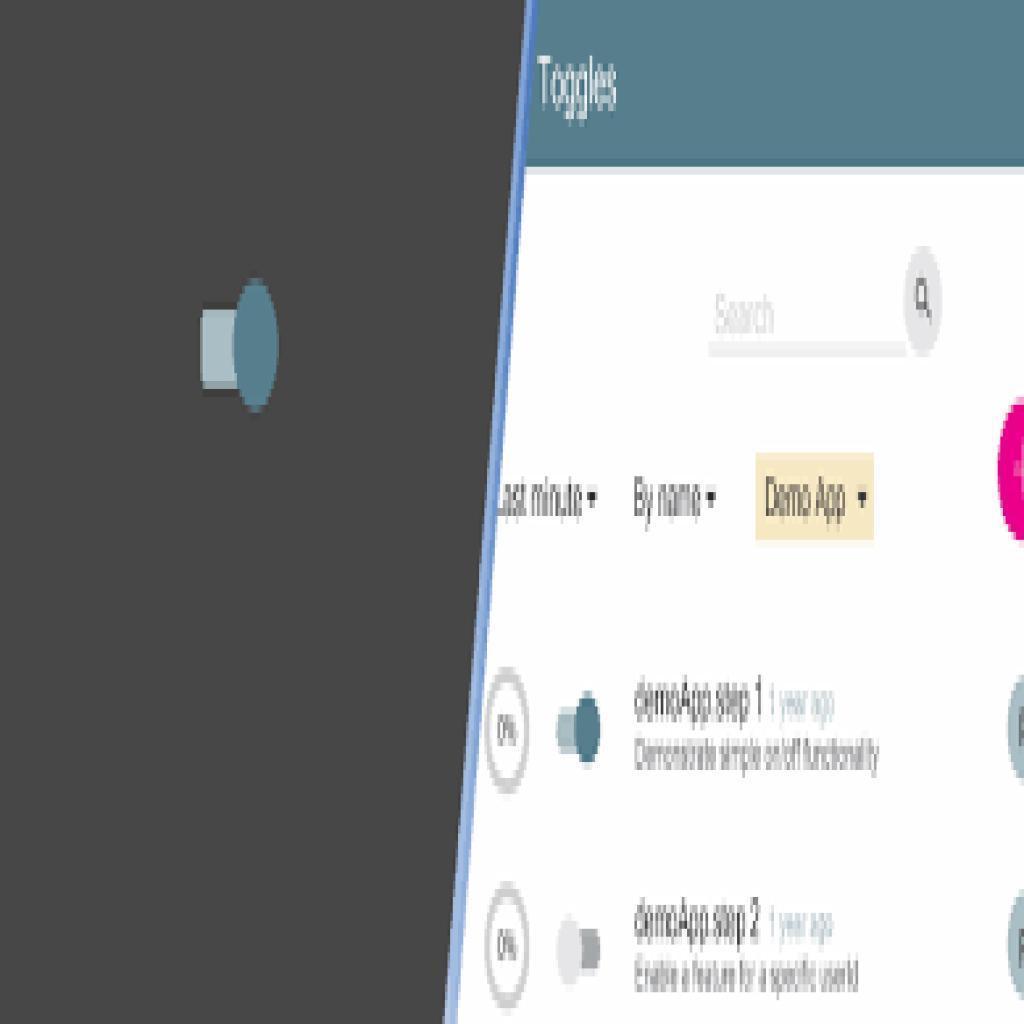 Toggles
Search
Last minute By name Demo App
0%
demoApp.step 1 1 year ago
Demonstrate simple on/off functionality
0%
demoApp.step 2 1 year ago
Enable a feature for a specific userId